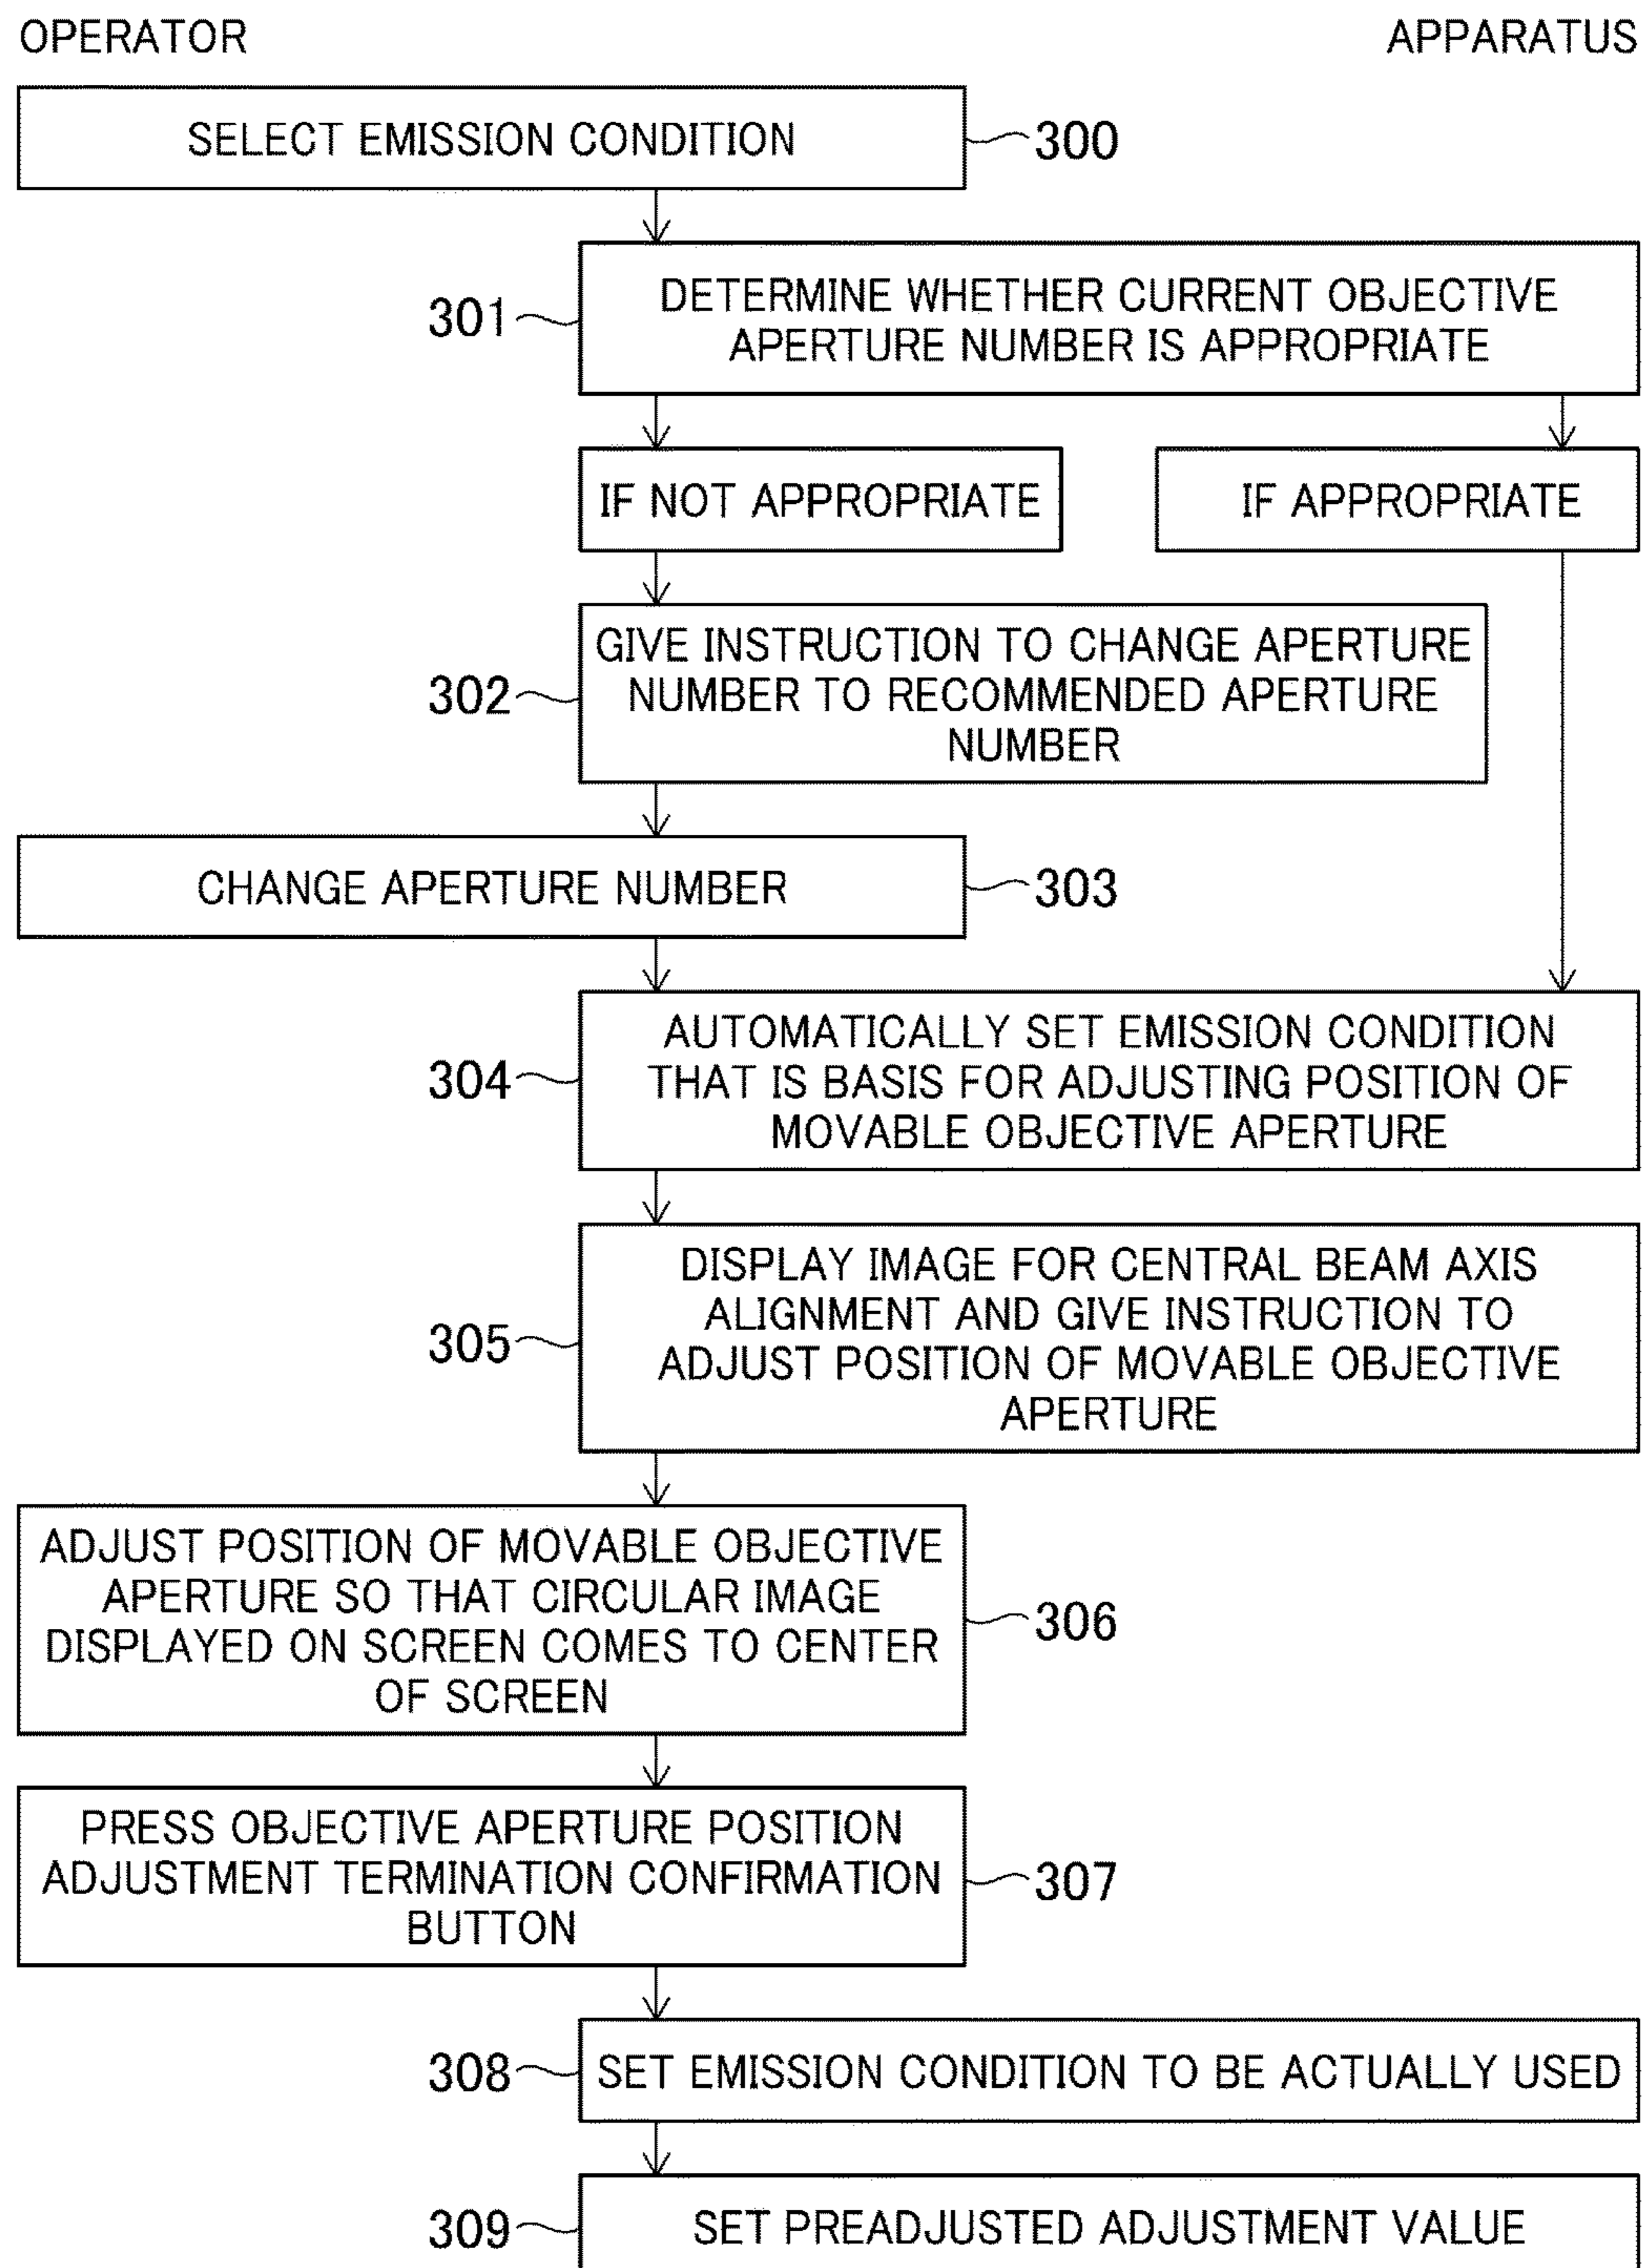 OPERATOR
APPARATUS
SELECT EMISSION CONDITION
300
301
DETERMINE WHETHER CURRENT OBJECTIVE
APERTURE NUMBER IS APPROPRIATE
IF NOT APPROPRIATE
IF APPROPRIATE
302
GIVE INSTRUCTION TO CHANGE APERTURE
NUMBER TO RECOMMENDED APERTURE
NUMBER
CHANGE APERTURE NUMBER
303
304
AUTOMATICALLY SET EMISSION CONDITION
THAT IS BASIS FOR ADJUSTING POSITION OF
MOVABLE OBJECTIVE APERTURE
305
DISPLAY IMAGE FOR CENTRAL BEAM AXIS
ALIGNMENT AND GIVE INSTRUCTION TO
ADJUST POSITION OF MOVABLE OBJECTIVE
APERTURE
ADJUST POSITION OF MOVABLE OBJECTIVE
APERTURE SO THAT CIRCULAR IMAGE
DISPLAYED ON SCREEN COMES TO CENTER
OF SCREEN
306
PRESS OBJECTIVE APERTURE POSITION
ADJUSTMENT TERMINATION CONFIRMATION
BUTTON
307
308
SET EMISSION CONDITION TO BE ACTUALLY USED
309
SET PREADJUSTED ADJUSTMENT VALUE